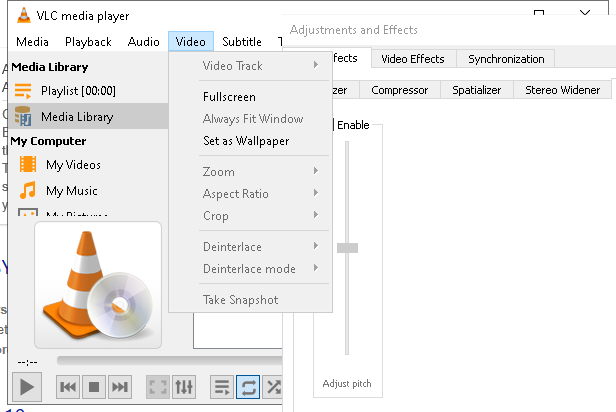 VLC media player
Media Playback Audio Video Subtitle
Media Library
Playlist [00:00]
Media Library
My Computer
My Videos
My Music
My Pictures
--:--
Video Track
Fullscreen
Always Fit Window
Set as Wallpaper
Zoom
Aspect Ratio
Crop
Deinterlace
Deinterlace mode
Take Snapshot
Adjustments and Effects
fects Video Effects Synchronization
zer Compressor Spatializer Stereo Widener
Enable
Adjust pitch